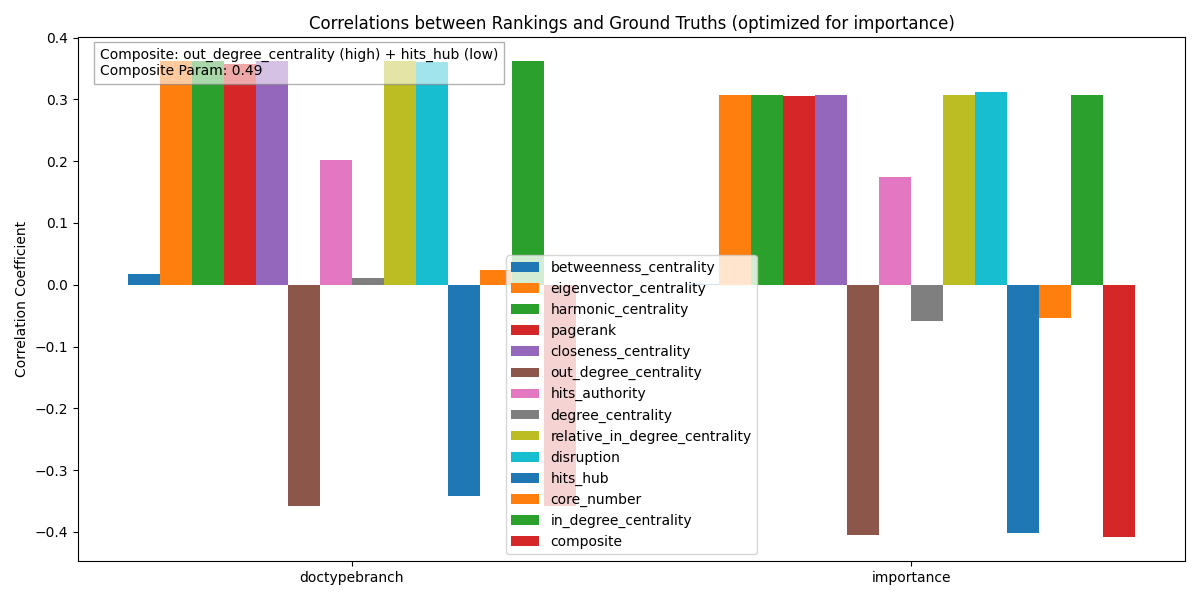 Correlations between Rankings and Ground Truths (optimized for importance)
Composite: out_degree_centrality (high) + hits_hub (low)
Composite Param: 0.49
Correlation Coefficient
0.4
0.3
0.2
0.1
0.0
−0.1
−0.2
−0.3
−0.4
betweenness_centrality
eigenvector_centrality
harmonic_centrality
pagerank
closeness_centrality
out_degree_centrality
hits_authority
degree_centrality
relative_in_degree_centrality
disruption
hits_hub
core_number
in_degree_centrality
composite
doctypebranch
importance